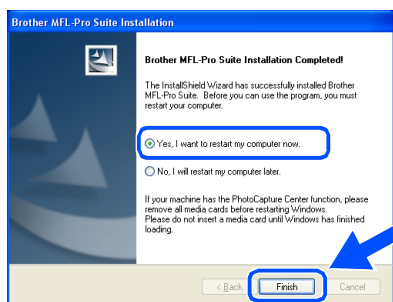 Brother MFL-Pro Suite Installation
Brother MFL-Pro Suite Installation Completed!
The InstallShield Wizard has successfully installed Brother
MFL-Pro Suite. Before you can use the program, you must
restart your computer.
Yes, I want to restart my computer now.
No, I will restart my computer later.
If your machine has the PhotoCapture Center function, please
remove all media cards before restarting Windows.
Please do not insert a media card until Windows has finished
loading.
< Back Finish Cancel